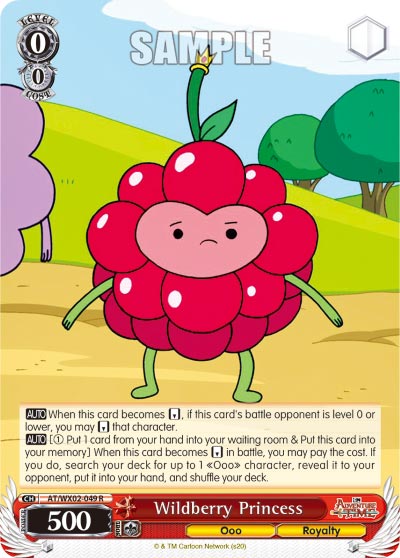 LEVEL
0
0
COST
SAMPLE
AUTO When this card becomes , if this card's battle opponent is level 0 or
lower, you may that character.
AUTO [① Put 1 card from your hand into your waiting room & Put this card into
your memory] When this card becomes in battle, you may pay the cost. If
you do, search your deck for up to 1 «Ooo» character, reveal it to your
opponent, put it into your hand, and shuffle your deck.
CH AT/WX02-049 R
POWER 500
Wildberry Princess
ADVENTURE TIME
Ooo Royalty
© & TM Cartoon Network (s20)